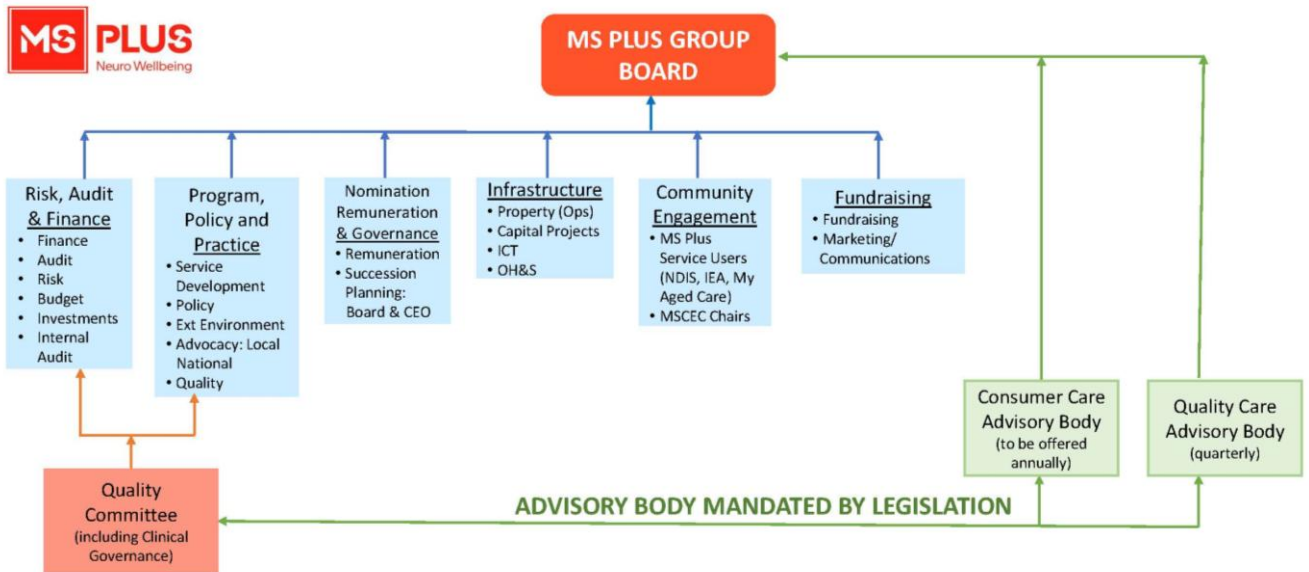 MS PLUS
Neuro Wellbeing
MS PLUS GROUP
BOARD
Risk, Audit
& Finance
• Finance
• Audit
• Risk
• Budget
• Investments
• Internal
Audit
Program,
Policy and
Practice
• Service
Development
• Policy
• Ext Environment
• Advocacy: Local
National
• Quality
Nomination
Remuneration
& Governance
• Remuneration
• Succession
Planning:
Board & CEO
Infrastructure
• Property (Ops)
• Capital Projects
• ICT
• OH&S
Community
Engagement
• MS Plus
Service Users
(NDIS, IEA, My
Aged Care)
• MSCEC Chairs
Fundraising
• Fundraising
• Marketing/
Communications
Consumer Care
Advisory Body
(to be offered
annually)
Quality Care
Advisory Body
(quarterly)
Quality
Committee
(including Clinical
Governance)
ADVISORY BODY MANDATED BY LEGISLATION